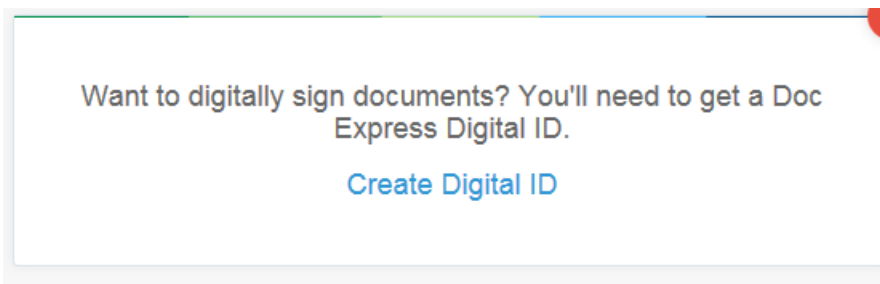 Want to digitally sign documents? You'll need to get a Doc
Express Digital ID.
Create Digital ID